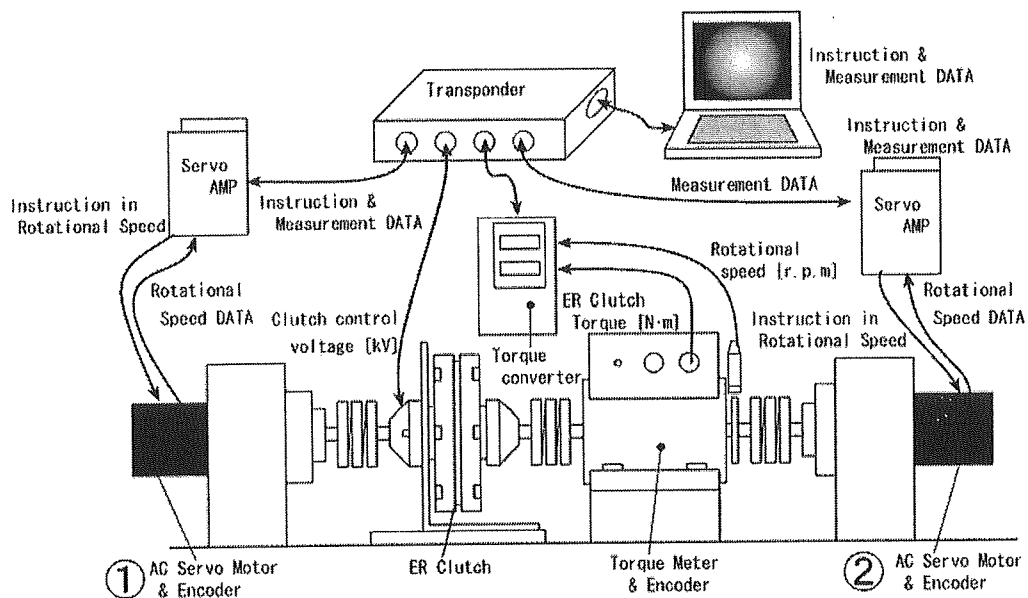 Transponder
Instruction &
Measurement DATA
Instruction &
Measurement DATA
Servo
AMP
Instruction in
Rotational Speed
Instruction &
Measurement DATA
Measurement DATA
Servo
AMP
Rotational
Speed DATA
Clutch control
voltage [kV]
Rotational
speed [r.p.m]
ER Clutch
Torque [N·m]
Torque
converter
Instruction in
Rotational Speed
Rotational
Speed DATA
① AC Servo Motor
& Encoder
ER Clutch
Torque Meter
& Encoder
② AC Servo Motor
& Encoder